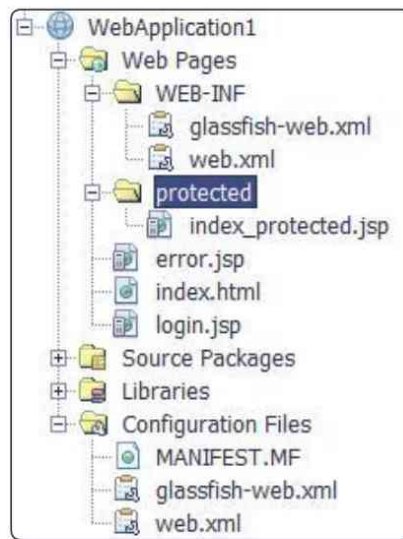 WebApplication1
Web Pages
WEB-INF
glassfish-web.xml
web.xml
protected
index_protected.jsp
error.jsp
index.html
login.jsp
Source Packages
Libraries
Configuration Files
MANIFEST.MF
glassfish-web.xml
web.xml